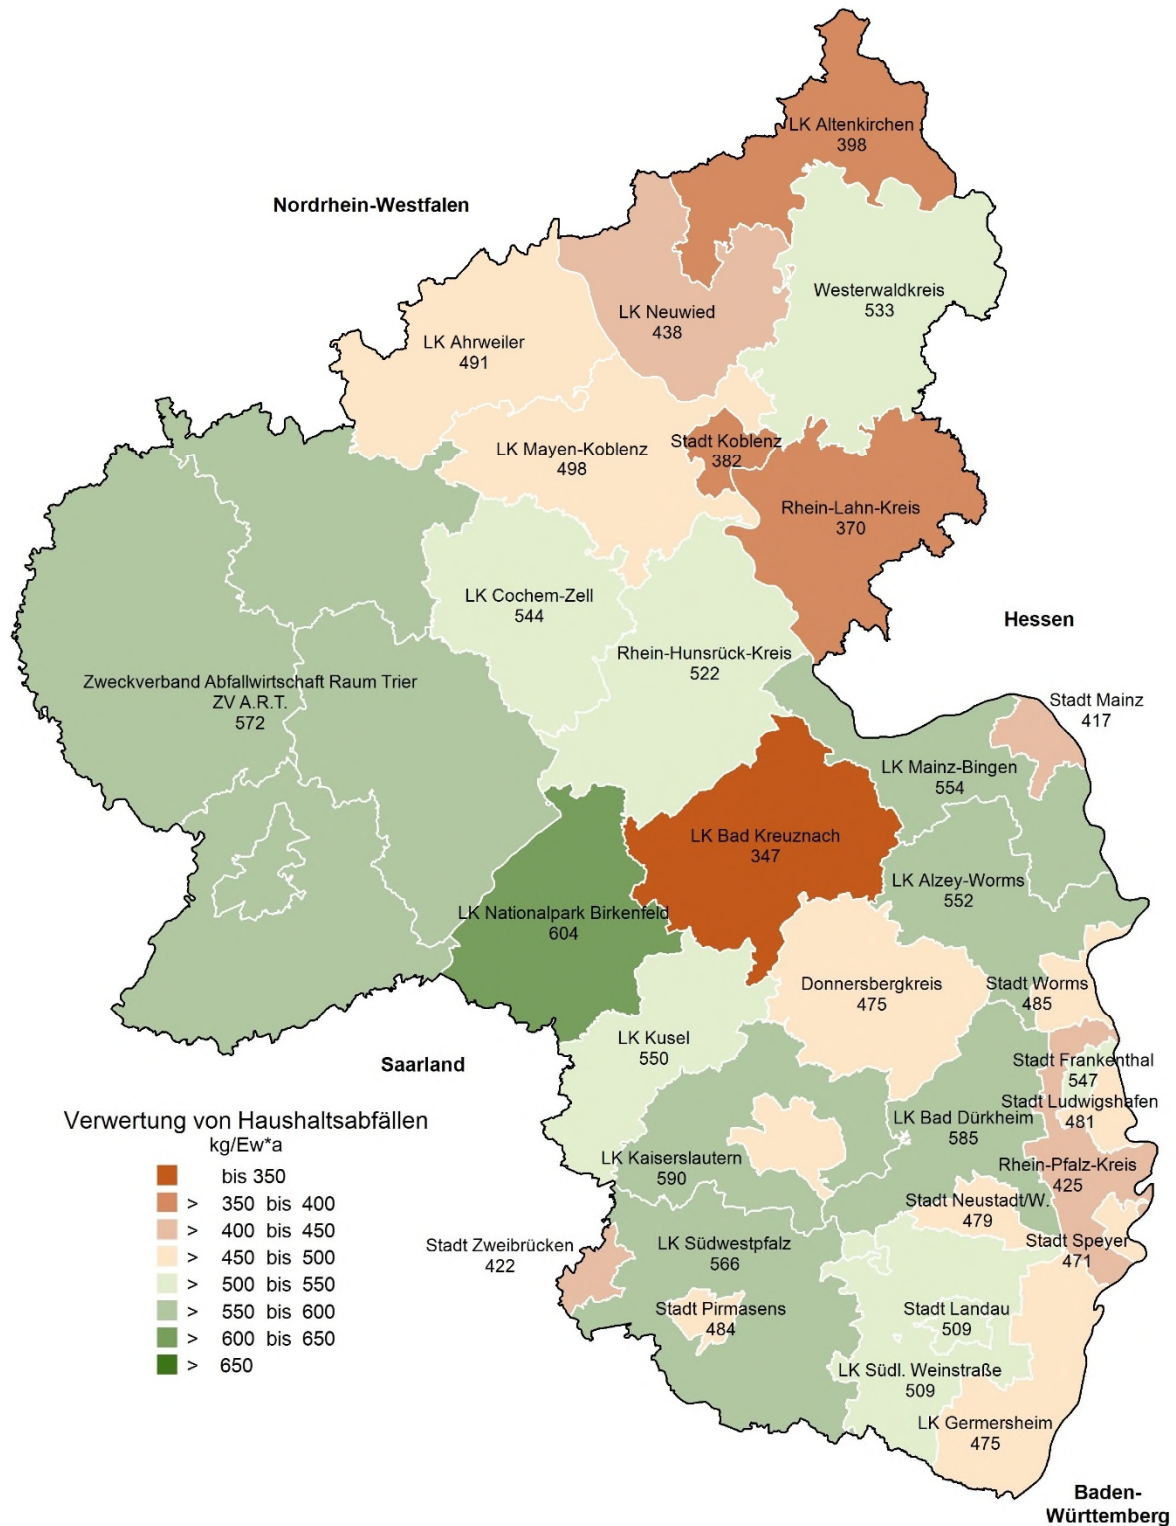 LK Altenkirchen
398
Nordrhein-Westfalen
Westerwaldkreis
533
LK Neuwied
438
LK Ahrweiler
491
Stadt Koblenz
382
LK Mayen-Koblenz
498
Rhein-Lahn-Kreis
370
LK Cochem-Zell
544
Hessen
Rhein-Hunsrück-Kreis
522
Zweckverband Abfallwirtschaft Raum Trier
ZV A.R.T.
572
Stadt Mainz
417
LK Mainz-Bingen
554
LK Bad Kreuznach
347
LK Alzey-Worms
552
LK Nationalpark Birkenfeld
604
Donnersbergkreis
475
Stadt Worms
485
LK Kusel
550
Saarland
Stadt Frankenthal
547
Stadt Ludwigshafen
481
LK Bad Dürkheim
585
LK Kaiserslautern
590
Rhein-Pfalz-Kreis
425
Stadt Neustadt/W.
479
Stadt Speyer
471
Stadt Zweibrücken
422
LK Südwestpfalz
566
Stadt Pirmasens
484
Stadt Landau
509
LK Südl. Weinstraße
509
LK Germersheim
475
Baden-
Württemberg
Verwertung von Haushaltsabfällen
kg/Ew*a
bis 350
> 350 bis 400
> 400 bis 450
> 450 bis 500
> 500 bis 550
> 550 bis 600
> 600 bis 650
> 650